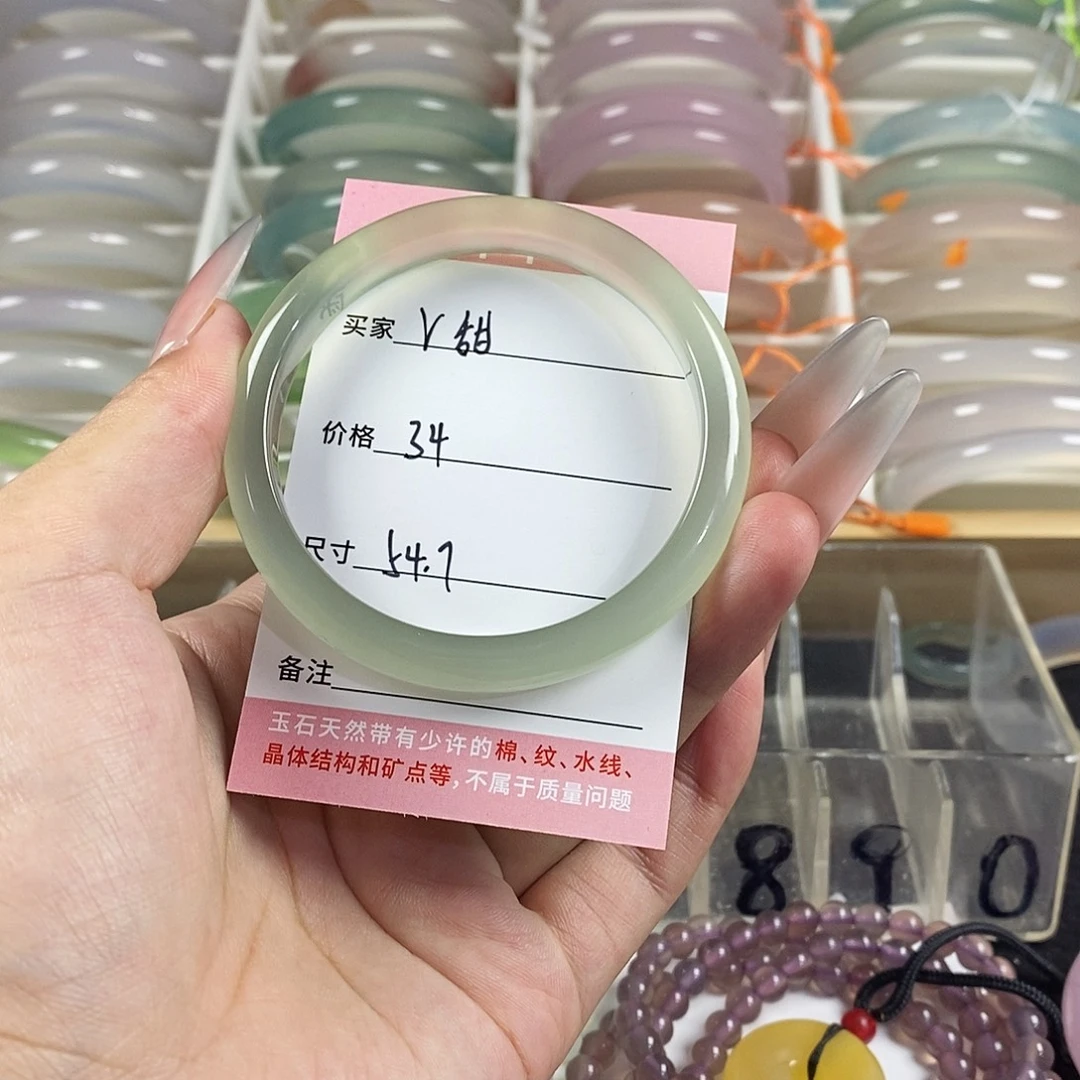 买家 V甜
价格 34
尺寸 54.7
备注
玉石天然带有少许的棉、纹、水线、
晶体结构和矿点等,不属于质量问题
8 9 0